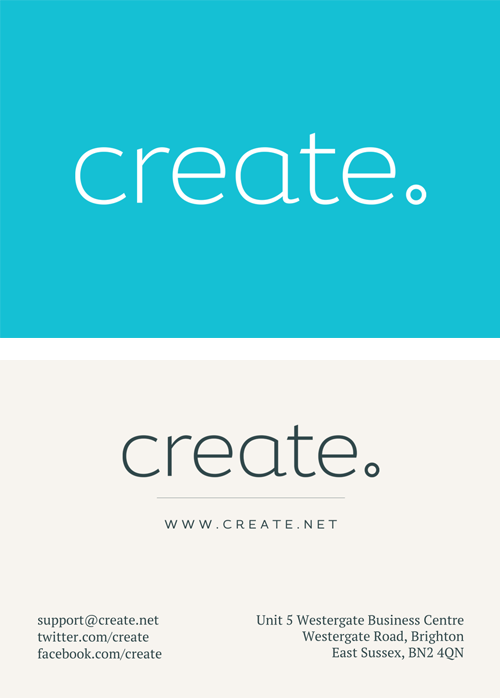 create.
create.
WWW.CREATE.NET
support@create.net
twitter.com/create
facebook.com/create
Unit 5 Westergate Business Centre
Westergate Road, Brighton
East Sussex, BN2 4QN